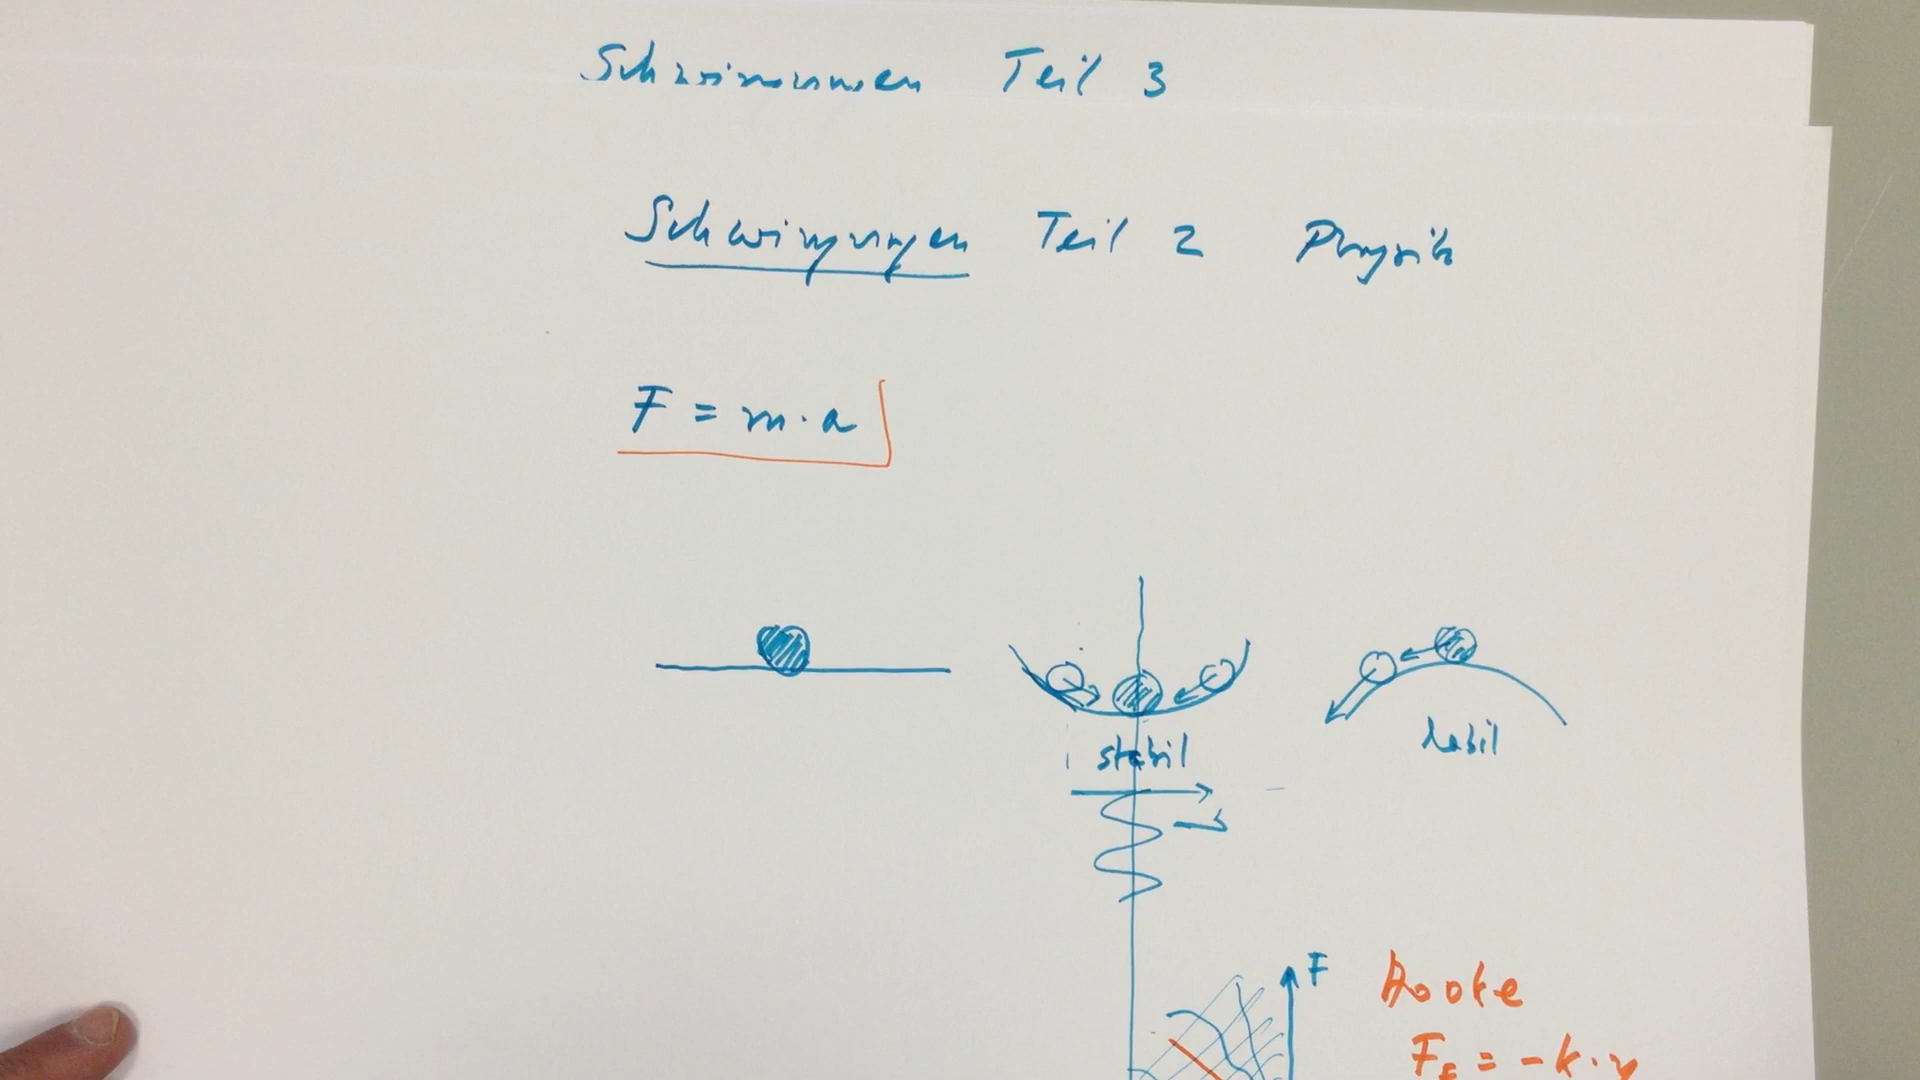 Schwingungen Teil 3
Schwingungen Teil 2 Physik
F = m · a
stabil
labil
F
Hooke
F_F = -k · y